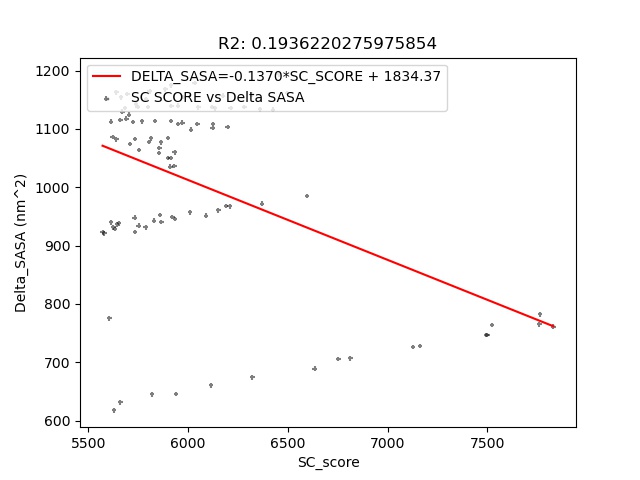 R2: 0.1936220275975854
DELTA_SASA=-0.1370*SC_SCORE + 1834.37
SC SCORE vs Delta SASA
Delta_SASA (nm^2)
1200
1100
1000
900
800
700
600
5500 6000 6500 7000 7500
SC_score